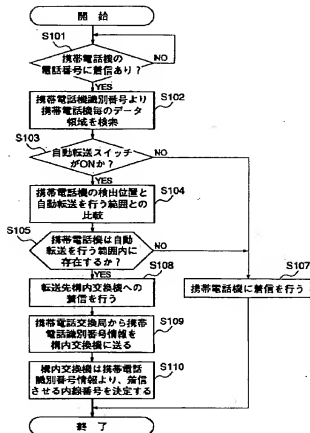 開 始
S101
携帯電話機の
電話番号に着信あり？
NO
YES
S102
携帯電話機識別番号より
携帯電話機毎のデータ
領域を検索
S103
自動転送スイッチ
がONか？
NO
YES
S104
携帯電話機の検出位置と
自動転送を行う範囲との
比較
S105
携帯電話機は自動
転送を行う範囲内に
存在するか？
NO
YES
S107
携帯電話機に着信を行う
S108
転送先構内交換機への
着信を行う
S109
携帯電話交換局から携帯
電話識別番号情報を
構内交換機に送る
S110
構内交換機は携帯電話
識別番号情報より、着信
させる内線番号を決定する
終 了